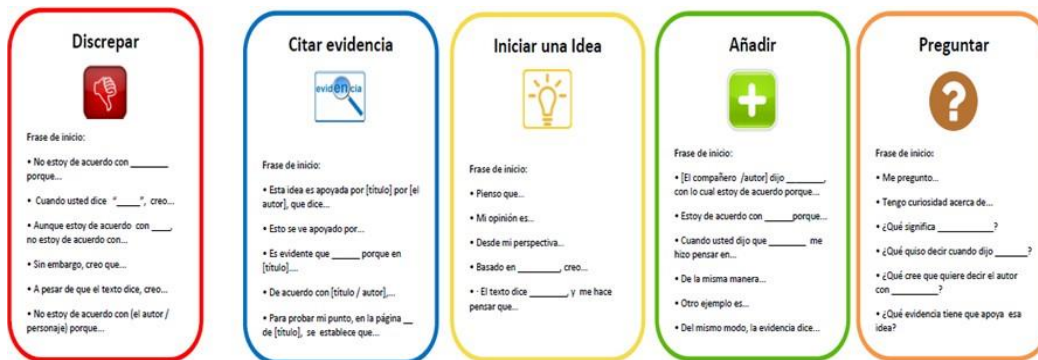 Discrepar
Frase de inicio:
• No estoy de acuerdo con ________
porque...
• Cuando usted dice "_____", creo...
• Aunque estoy de acuerdo con ____,
no estoy de acuerdo con...
• Sin embargo, creo que...
• A pesar de que el texto dice, creo...
• No estoy de acuerdo con (el autor /
personaje) porque...
Citar evidencia
evidencia
Frase de inicio:
• Esta idea es apoyada por [título] por [el
autor], que dice...
• Esto se ve apoyado por...
• Es evidente que ______ porque en
[título]....
• De acuerdo con [título / autor],...
• Para probar mi punto, en la página __
de [título], se establece que...
Iniciar una Idea
Frase de inicio:
• Pienso que...
• Mi opinión es...
• Desde mi perspectiva...
• Basado en _________, creo...
• · El texto dice ________, y me hace
pensar que...
Añadir
Frase de inicio:
• [El compañero /autor] dijo ________,
con lo cual estoy de acuerdo porque...
• Estoy de acuerdo con ______porque...
• Cuando usted dijo que ________ me
hizo pensar en...
• De la misma manera...
• Otro ejemplo es...
• Del mismo modo, la evidencia dice...
Preguntar
?
Frase de inicio:
• Me pregunto...
• Tengo curiosidad acerca de...
• ¿Qué significa ____________?
• ¿Qué quiso decir cuando dijo _______?
• ¿Qué cree que quiere decir el autor
con __________?
• ¿Qué evidencia tiene que apoya esa
idea?